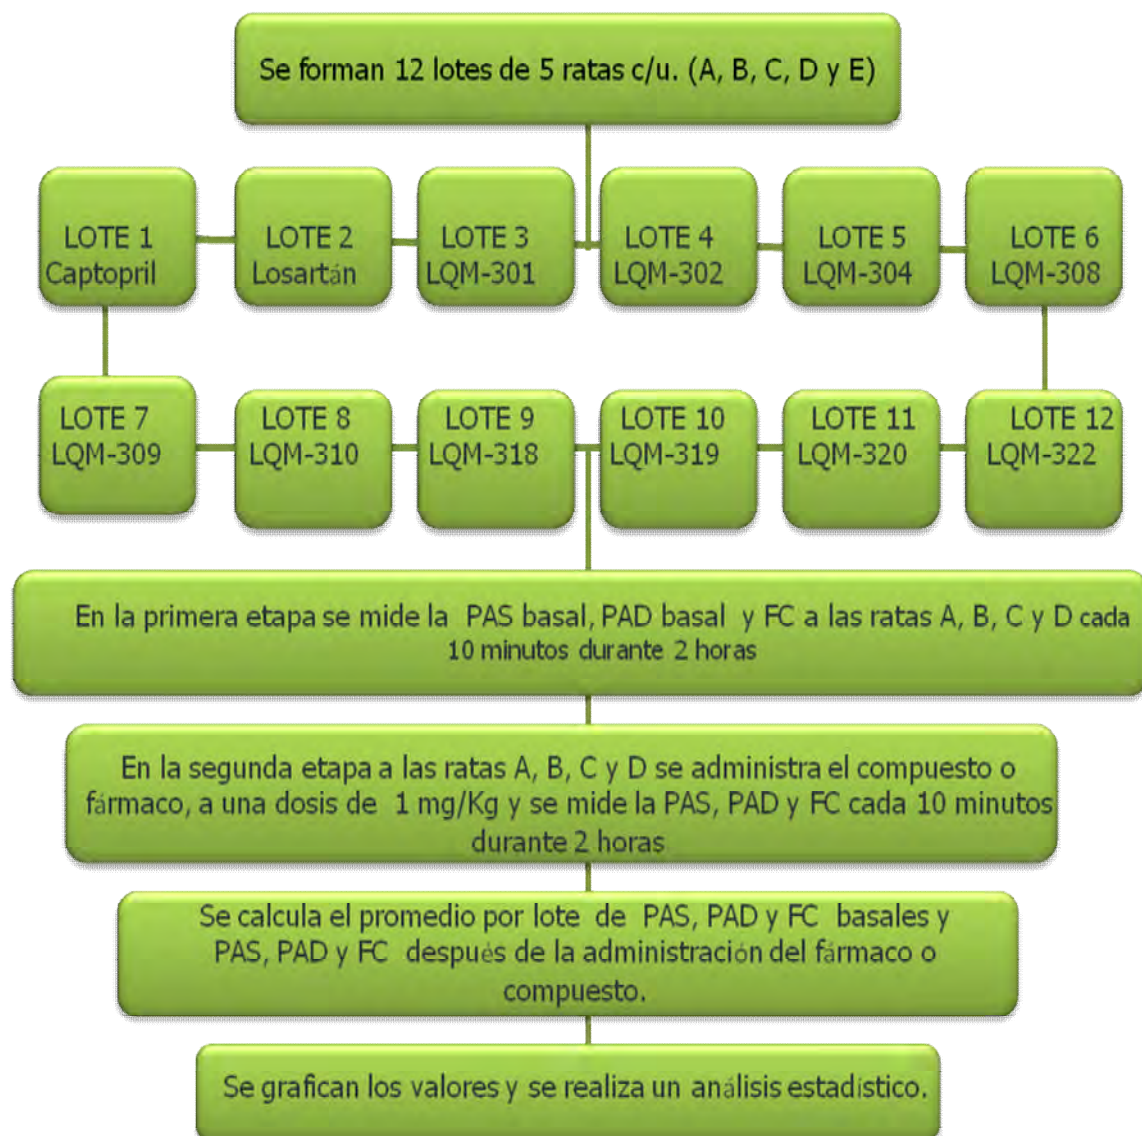 Se forman 12 lotes de 5 ratas c/u. (A, B, C, D y E)
LOTE 1
Captopril
LOTE 2
Losartán
LOTE 3
LQM-301
LOTE 4
LQM-302
LOTE 5
LQM-304
LOTE 6
LQM-308
LOTE 7
LQM-309
LOTE 8
LQM-310
LOTE 9
LQM-318
LOTE 10
LQM-319
LOTE 11
LQM-320
LOTE 12
LQM-322
En la primera etapa se mide la PAS basal, PAD basal y FC a las ratas A, B, C y D cada
10 minutos durante 2 horas
En la segunda etapa a las ratas A, B, C y D se administra el compuesto o
fármaco, a una dosis de 1 mg/Kg y se mide la PAS, PAD y FC cada 10 minutos
durante 2 horas
Se calcula el promedio por lote de PAS, PAD y FC basales y
PAS, PAD y FC después de la administración del fármaco o
compuesto.
Se grafican los valores y se realiza un análisis estadístico.